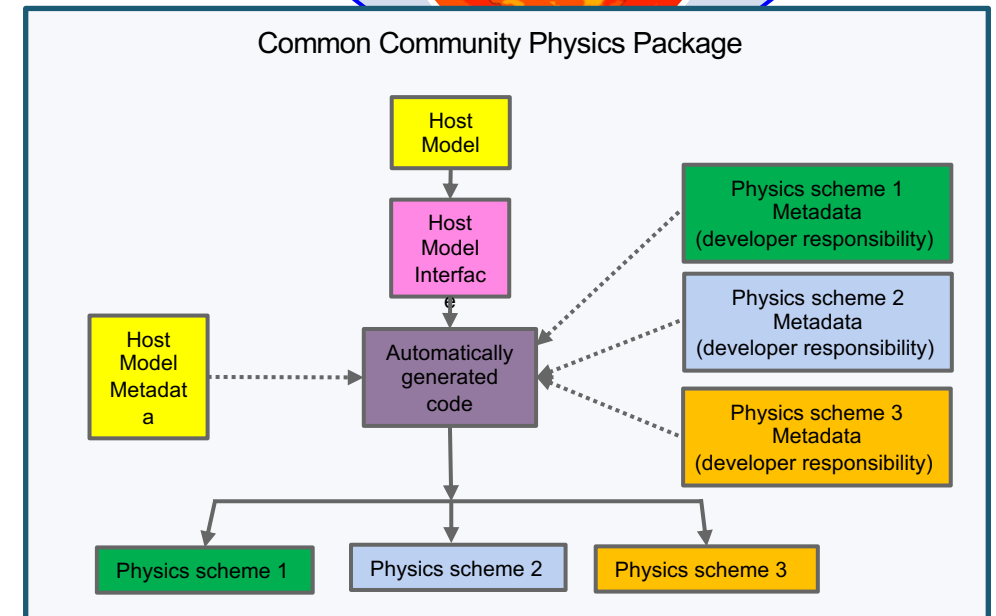 Common Community Physics Package
Host
Model
Host
Model
Interfac
e
Physics scheme 1
Metadata
(developer responsibility)
Physics scheme 2
Metadata
(developer responsibility)
Host
Model
Metadat
a
Automatically
generated
code
Physics scheme 3
Metadata
(developer responsibility)
Physics scheme 1
Physics scheme 2
Physics scheme 3